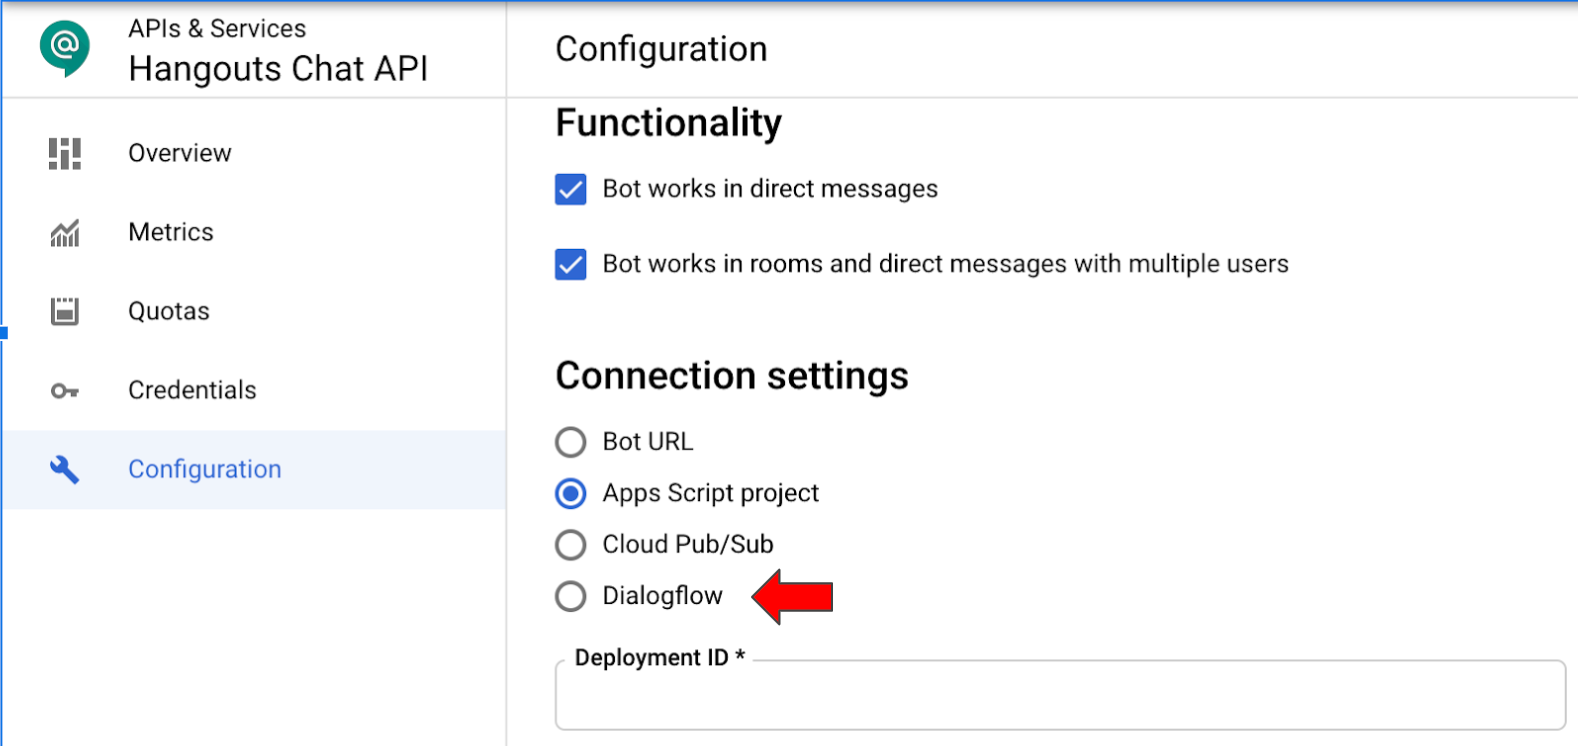 APIs & Services
Hangouts Chat API
Overview
Metrics
Quotas
Credentials
Configuration
Configuration
Functionality
Bot works in direct messages
Bot works in rooms and direct messages with multiple users
Connection settings
Bot URL
Apps Script project
Cloud Pub/Sub
Dialogflow
Deployment ID *